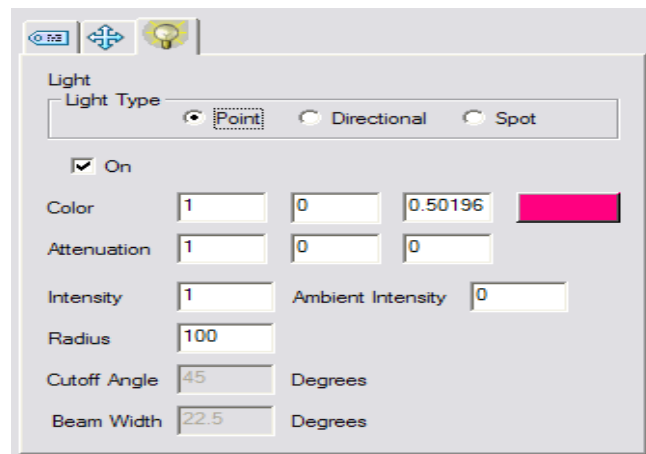 Light
Light Type
Point Directional Spot
On
Color 1 0 0.50196
Attenuation 1 0 0
Intensity 1 Ambient Intensity 0
Radius 100
Cutoff Angle 45 Degrees
Beam Width 22.5 Degrees